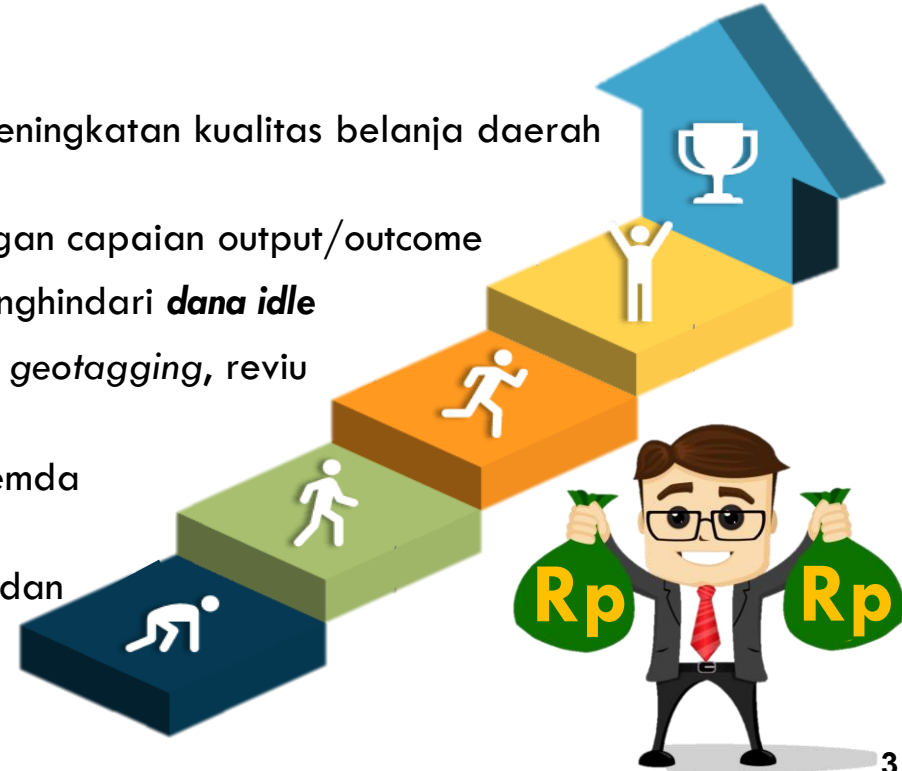 eningkatan kualitas belanja daerah
gan capaian output/outcome
nghindari dana idle
geotagging, reviu
emda
dan
Rp
Rp
3